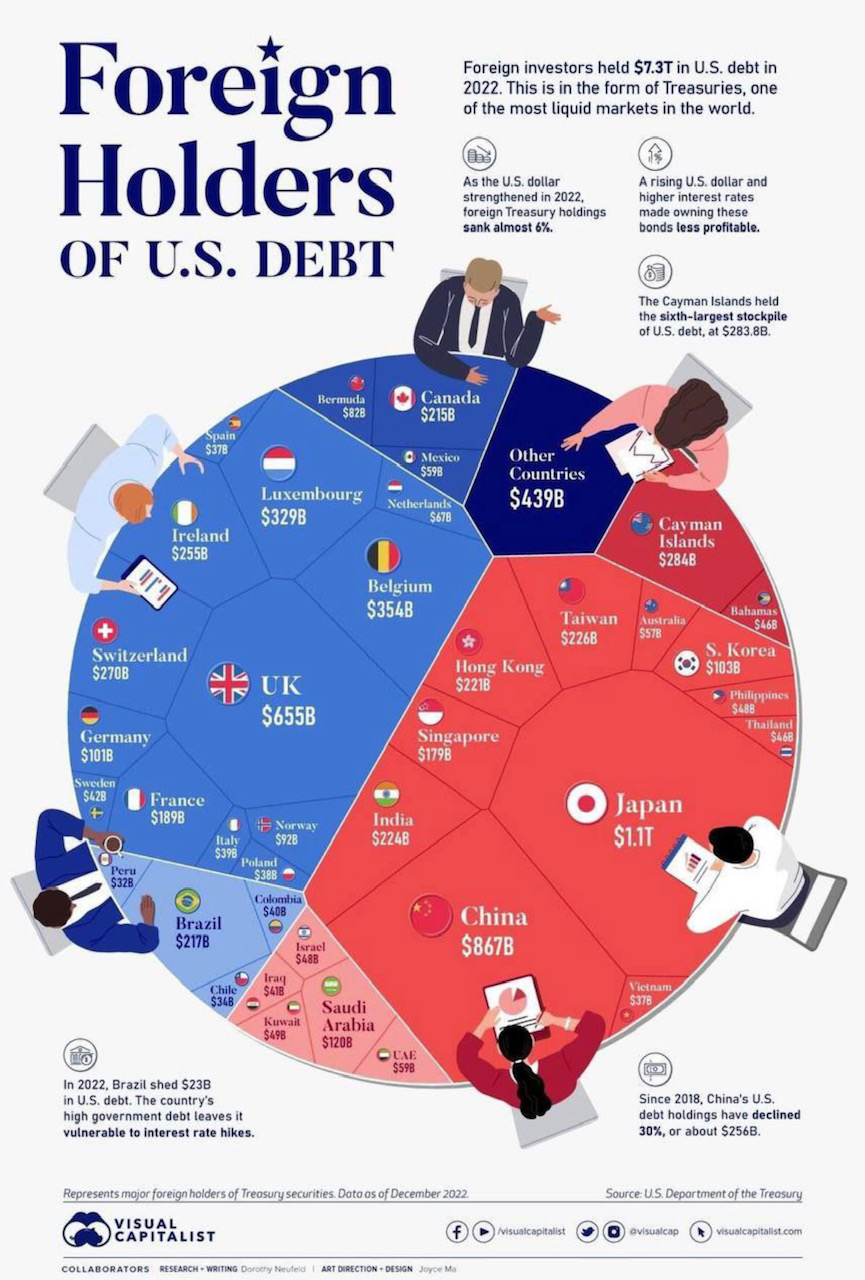 Foreign
Holders
OF U.S. DEBT
Foreign investors held $7.3T in U.S. debt in
2022. This is in the form of Treasuries, one
of the most liquid markets in the world.
As the U.S. dollar
strengthened in 2022,
foreign Treasury holdings
sank almost 6%.
A rising U.S. dollar and
higher interest rates
made owning these
bonds less profitable.
The Cayman Islands held
the sixth-largest stockpile
of U.S. debt, at $283.8B.
Bermuda
$82B
Canada
$215B
Mexico
$59B
Other
Countries
$439B
Spain
$37B
Luxembourg
$329B
Netherlands
$67B
Ireland
$255B
Belgium
$354B
Switzerland
$270B
UK
$655B
Germany
$101B
Sweden
$42B
France
$189B
Italy
$39B
Norway
$92B
Poland
$38B
Cayman
Islands
$284B
Bahamas
$46B
Taiwan
$226B
Australia
$57B
Hong Kong
$221B
S. Korea
$103B
Philippines
$48B
Thailand
$46B
Singapore
$179B
India
$224B
Japan
$1.1T
China
$867B
Vietnam
$37B
Peru
$32B
Brazil
$217B
Colombia
$40B
Chile
$34B
Israel
$48B
Iraq
$41B
Kuwait
$49B
Saudi
Arabia
$120B
UAE
$59B
In 2022, Brazil shed $23B
in U.S. debt. The country's
high government debt leaves it
vulnerable to interest rate hikes.
Since 2018, China's U.S.
debt holdings have declined
30%, or about $256B.
Represents major foreign holders of Treasury securities. Data as of December 2022.
Source: U.S. Department of the Treasury
VISUAL
CAPITALIST
/visualcapitalist
@visualcap
visualcapitalist.com
COLLABORATORS RESEARCH + WRITING Dorothy Neufeld | ART DIRECTION + DESIGN Joyce Ma